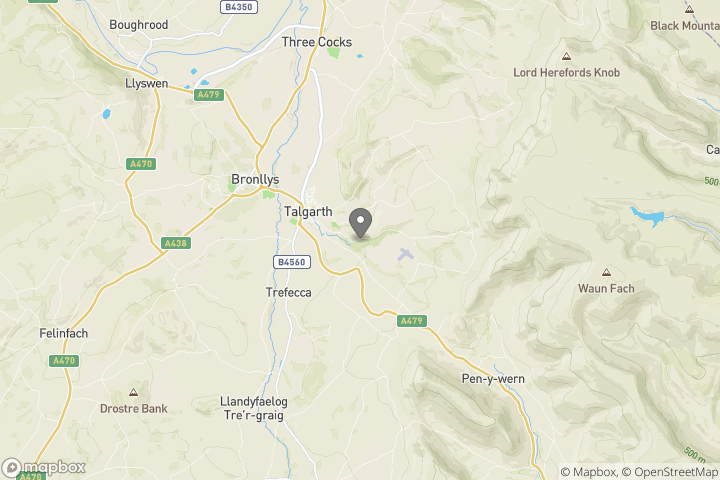 Boughrood
B4350
Black Mounta
Three Cocks
Lord Herefords Knob
Llyswen
A479
Ca
A470
Bronllys
500
Talgarth
A438
B4560
Waun Fach
Trefecca
A479
Felinfach
A470
Pen-y-wern
Drostre Bank
Llandyfaelog
Tre'r-graig
500 m
A470
mapbox
© Mapbox, © OpenStreetMap